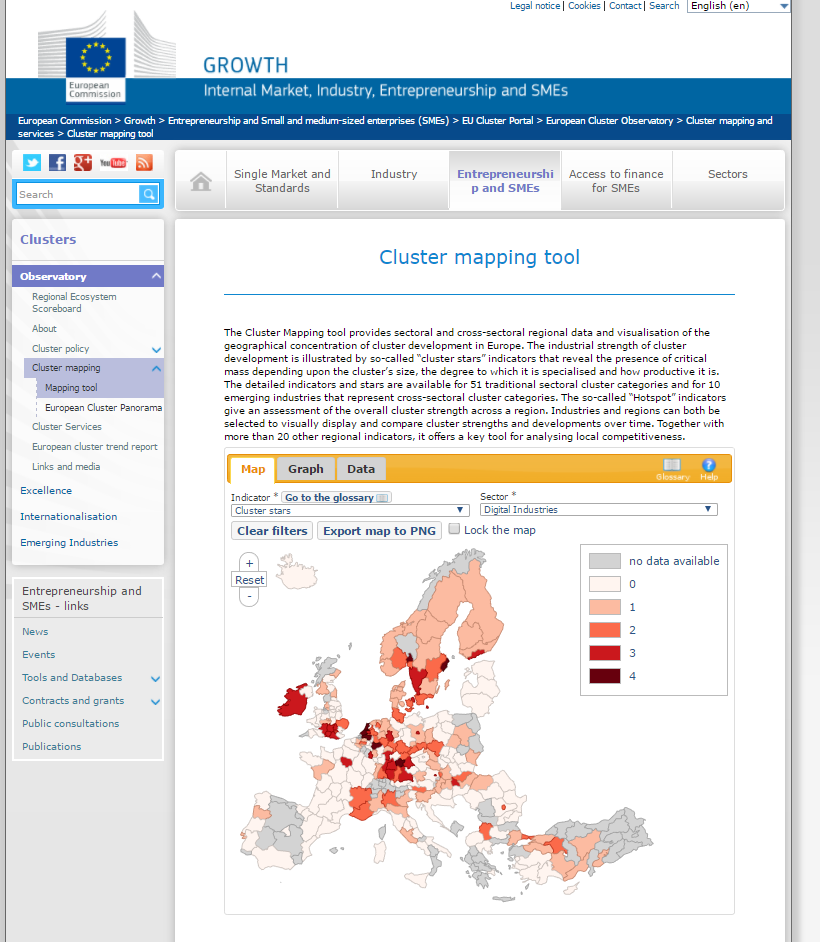 Legal notice | Cookies | Contact | Search English (en)
European
Commission
GROWTH
Internal Market, Industry, Entrepreneurship and SMEs
European Commission > Growth > Entrepreneurship and Small and medium-sized enterprises (SMEs) > EU Cluster Portal > European Cluster Observatory > Cluster mapping and
services > Cluster mapping tool
You Tube
Search
Single Market and
Standards
Industry
Entrepreneurshi
p and SMEs
Access to finance
for SMEs
Sectors
Clusters
Observatory
Regional Ecosystem
Scoreboard
About
Cluster policy
Cluster mapping
Mapping tool
European Cluster Panorama
Cluster Services
European cluster trend report
Links and media
Excellence
Internationalisation
Emerging Industries
Entrepreneurship and
SMEs - links
News
Events
Tools and Databases
Contracts and grants
Public consultations
Publications
Cluster mapping tool
The Cluster Mapping tool provides sectoral and cross-sectoral regional data and visualisation of the
geographical concentration of cluster development in Europe. The industrial strength of cluster
development is illustrated by so-called “cluster stars” indicators that reveal the presence of critical
mass depending upon the cluster’s size, the degree to which it is specialised and how productive it is.
The detailed indicators and stars are available for 51 traditional sectoral cluster categories and for 10
emerging industries that represent cross-sectoral cluster categories. The so-called “Hotspot” indicators
give an assessment of the overall cluster strength across a region. Industries and regions can both be
selected to visually display and compare cluster strengths and developments over time. Together with
more than 20 other regional indicators, it offers a key tool for analysing local competitiveness.
Map Graph Data
Glossary Help
Indicator * Go to the glossary
Cluster stars
Sector *
Digital Industries
Clear filters Export map to PNG Lock the map
+
Reset
-
no data available
0
1
2
3
4